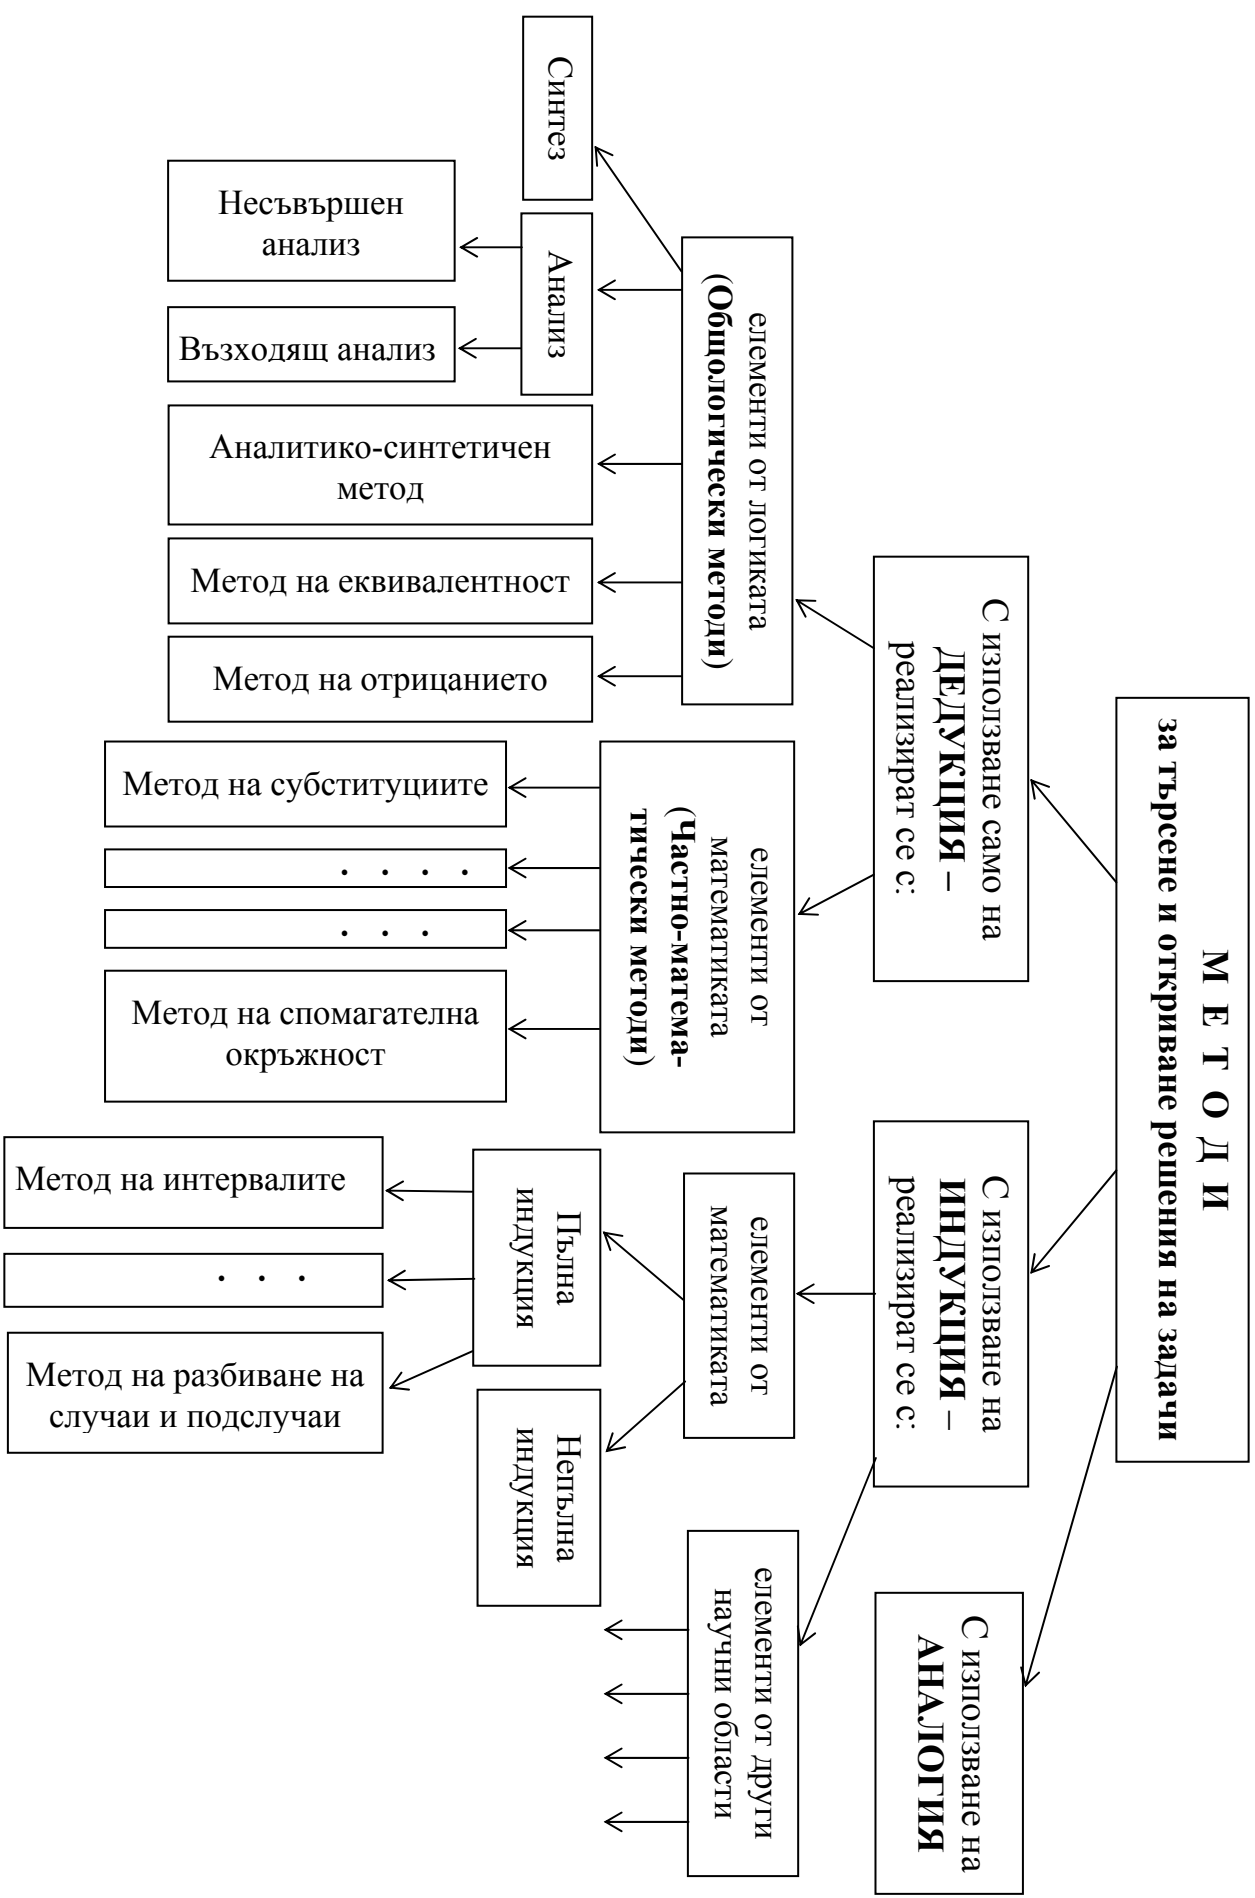 М Е Т О Д И
за търсене и откриване решения на задачи
С използване само на
ДЕДУКЦИЯ –
реализират се с:
С използване на
ИНДУКЦИЯ –
реализират се с:
С използване на
АНАЛОГИЯ
елементи от логиката
(Общологически методи)
елементи от
математиката
(Частно-матема-
тически методи)
елементи от
математиката
елементи от други
научни области
Синтез
Анализ
Несъвършен
анализ
Възходящ анализ
Аналитико-синтетичен
метод
Метод на еквивалентност
Метод на отрицанието
Метод на субституциите
. . . .
. . .
Метод на спомагателна
окръжност
Пълна
индукция
Непълна
индукция
Метод на интервалите
. . .
Метод на разбиване на
случаи и подслучаи